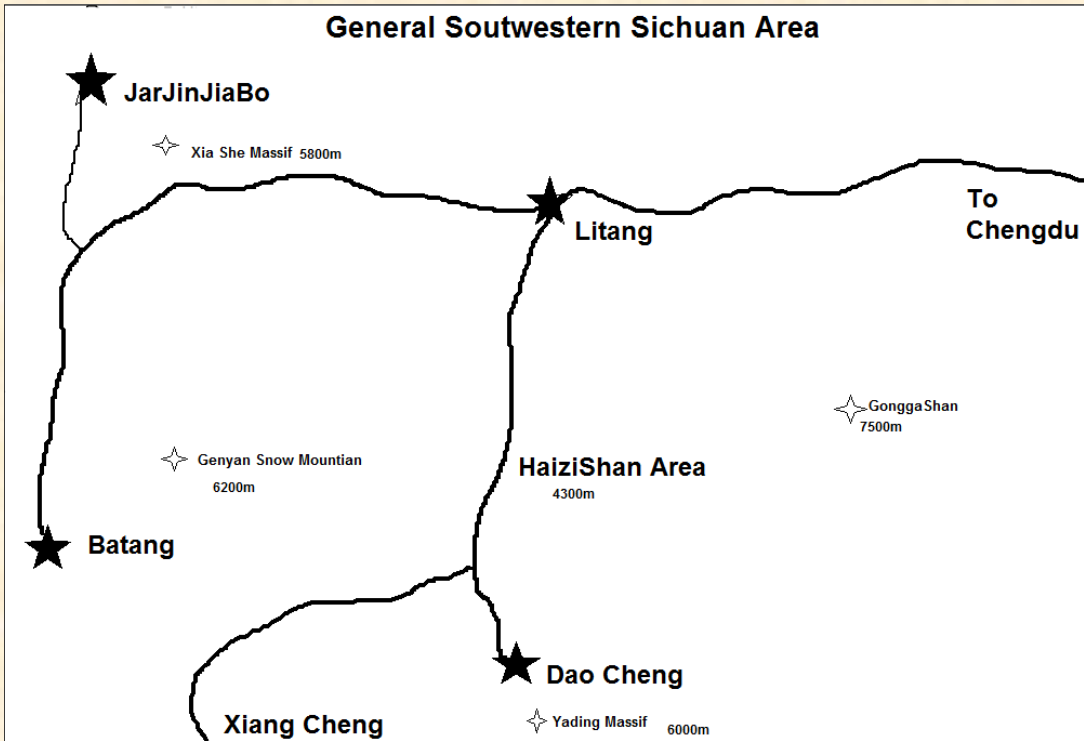 General Soutwestern Sichuan Area
JarJinJiaBo
Xia She Massif 5800m
To
Chengdu
Litang
GonggaShan
7500m
Genyan Snow Mountian
6200m
HaiziShan Area
4300m
Batang
Dao Cheng
Xiang Cheng
Yading Massif 6000m